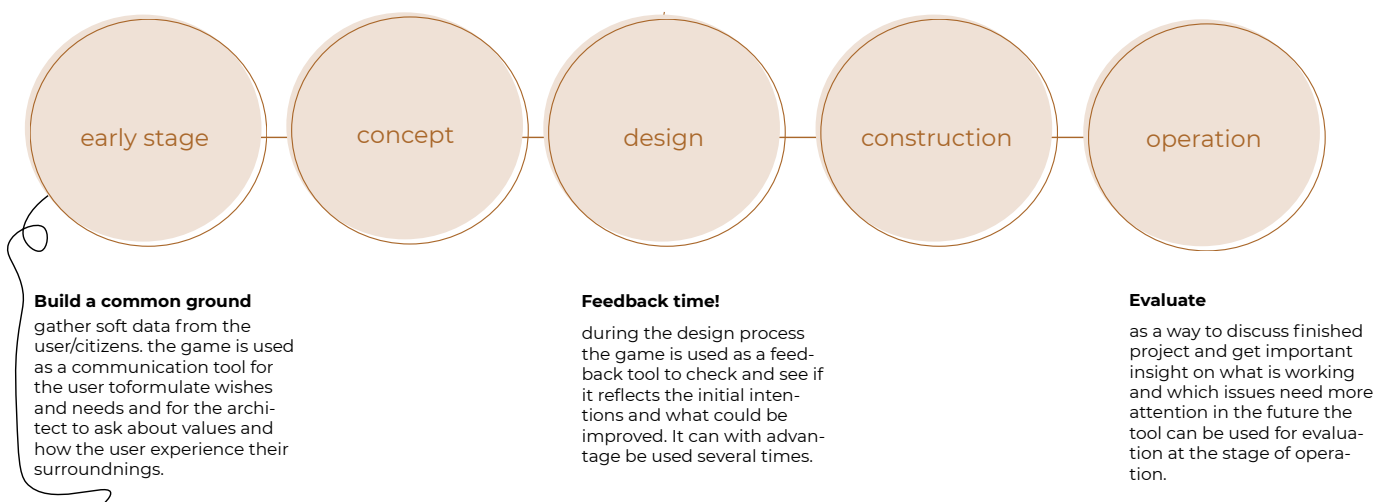 early stage
concept
design
construction
operation
Build a common ground
gather soft data from the
user/citizens. the game is used
as a communication tool for
the user toformulate wishes
and needs and for the archi-
tect to ask about values and
how the user experience their
surroundnings.
Feedback time!
during the design process
the game is used as a feed-
back tool to check and see if
it reflects the initial inten-
tions and what could be
improved. It can with advan-
tage be used several times.
Evaluate
as a way to discuss finished
project and get important
insight on what is working
and which issues need more
attention in the future the
tool can be used for evalua-
tion at the stage of opera-
tion.